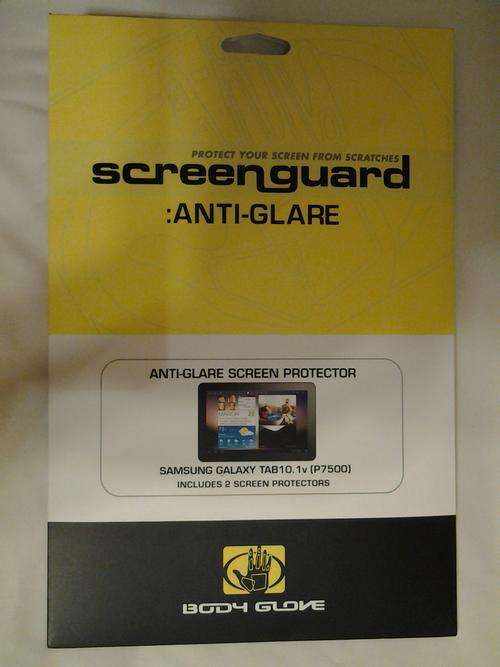 PROTECT YOUR SCREEN FROM SCRATCHES
screenguard
:ANTI-GLARE
ANTI-GLARE SCREEN PROTECTOR
SAMSUNG GALAXY TAB10.1v (P7500)
INCLUDES 2 SCREEN PROTECTORS
BODY GLOVE